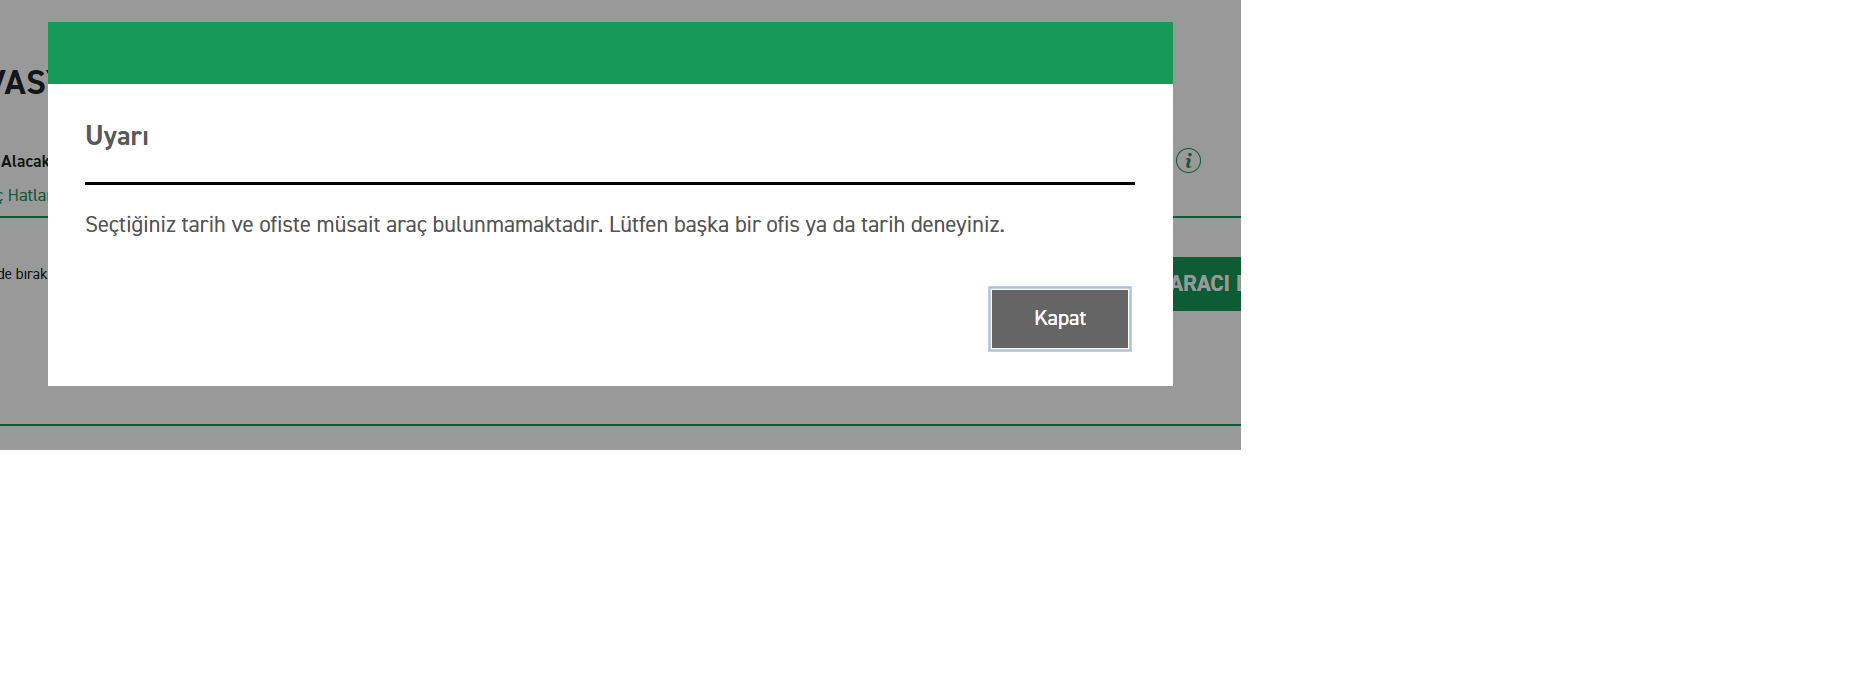 Uyarı
Alacak
Hatla
Seçtiğiniz tarih ve ofiste müsait araç bulunmamaktadır. Lütfen başka bir ofis ya da tarih deneyiniz.
de bırak
ARACI
Kapat